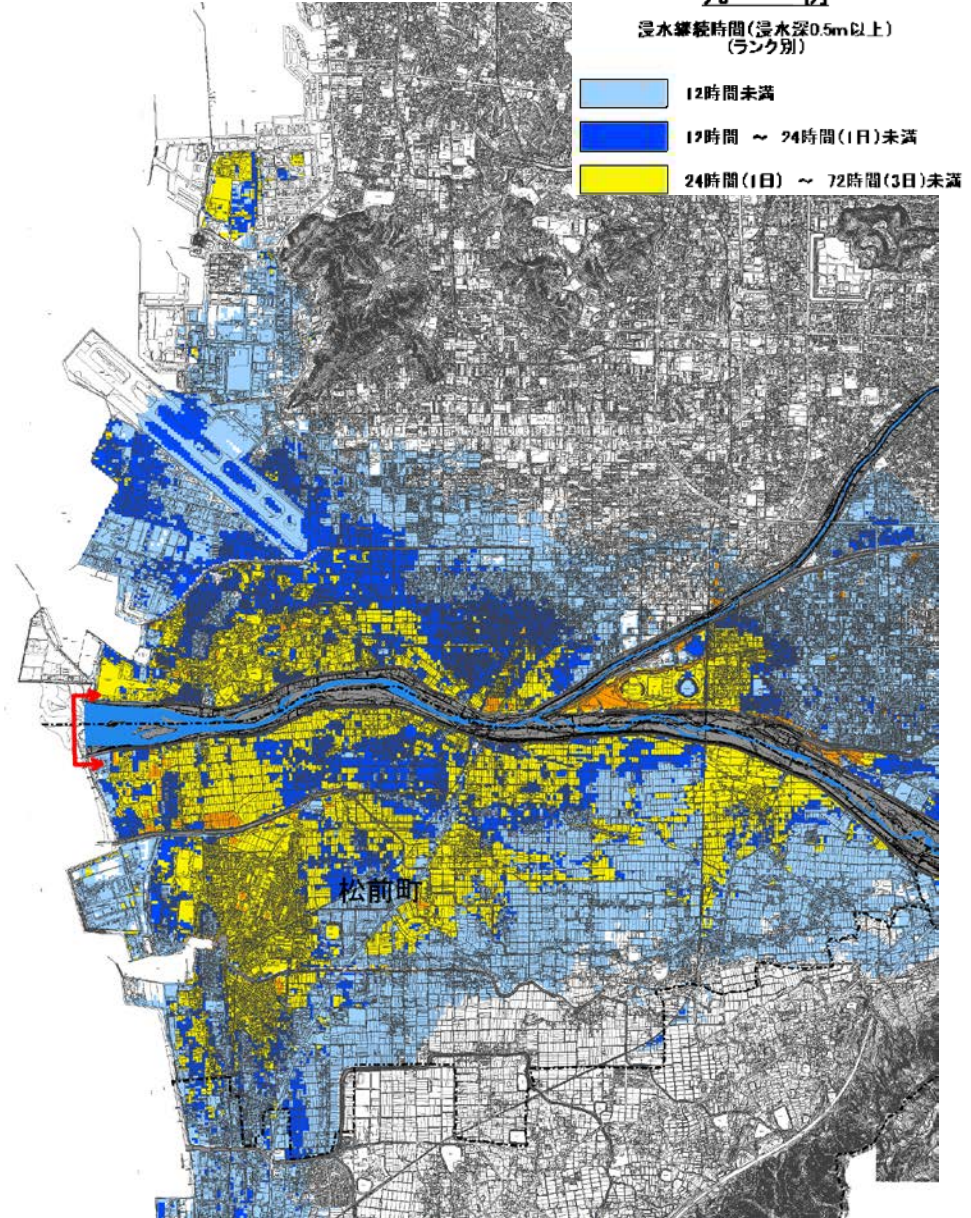 浸水継続時間(浸水深0.5m以上)
(ランク別)
12時間未満
12時間 ～ 24時間(1日)未満
24時間(1日) ～ 72時間(3日)未満
松前町